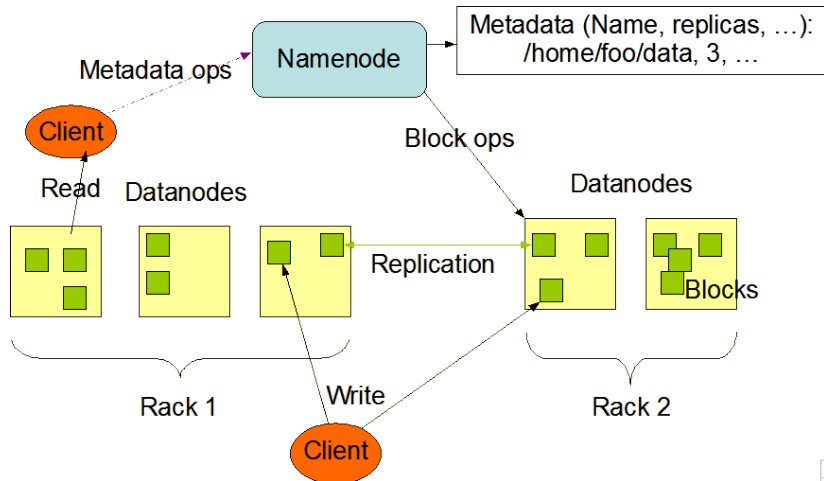 Metadata (Name, replicas, …):
/home/foo/data, 3, …
Namenode
Metadata ops
Client
Block ops
Read
Datanodes
Datanodes
Replication
Blocks
Rack 1
Write
Rack 2
Client